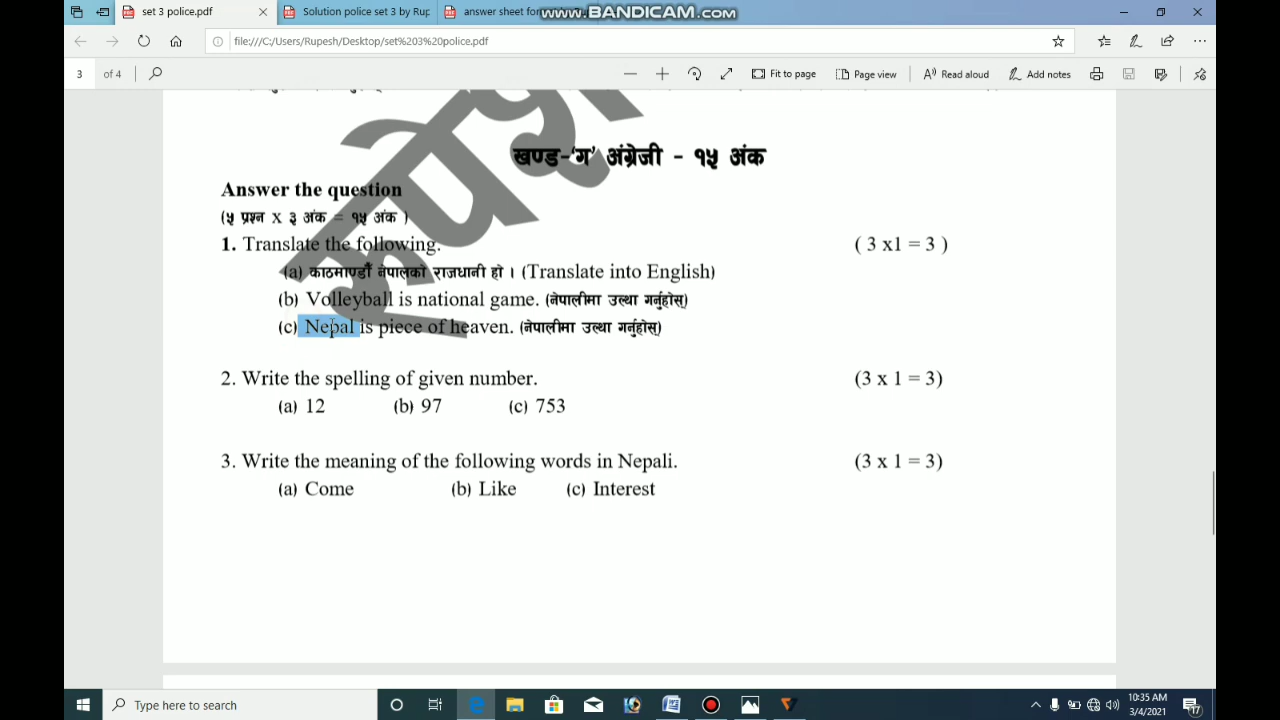 set 3 police.pdf
Solution police set 3 by Rup
answer sheet for
www.BANDICAM.com
file:///C:/Users/Rupesh/Desktop/set%203%20police.pdf
3 of 4
Fit to page
Page view
Read aloud
Add notes
खण्ड-'ग' अंग्रेजी - १५ अंक
Answer the question
(५ प्रश्न X ३ अंक = १५ अंक )
1. Translate the following. ( 3 x1 = 3 )
(a) काठमाण्डौं नेपालको राजधानी हो । (Translate into English)
(b) Volleyball is national game. (नेपालीमा उल्था गर्नुहोस्)
(c) Nepal is piece of heaven. (नेपालीमा उल्था गर्नुहोस्)
2. Write the spelling of given number. (3 x 1 = 3)
(a) 12 (b) 97 (c) 753
3. Write the meaning of the following words in Nepali. (3 x 1 = 3)
(a) Come (b) Like (c) Interest
Type here to search
10:35 AM
3/4/2021
17